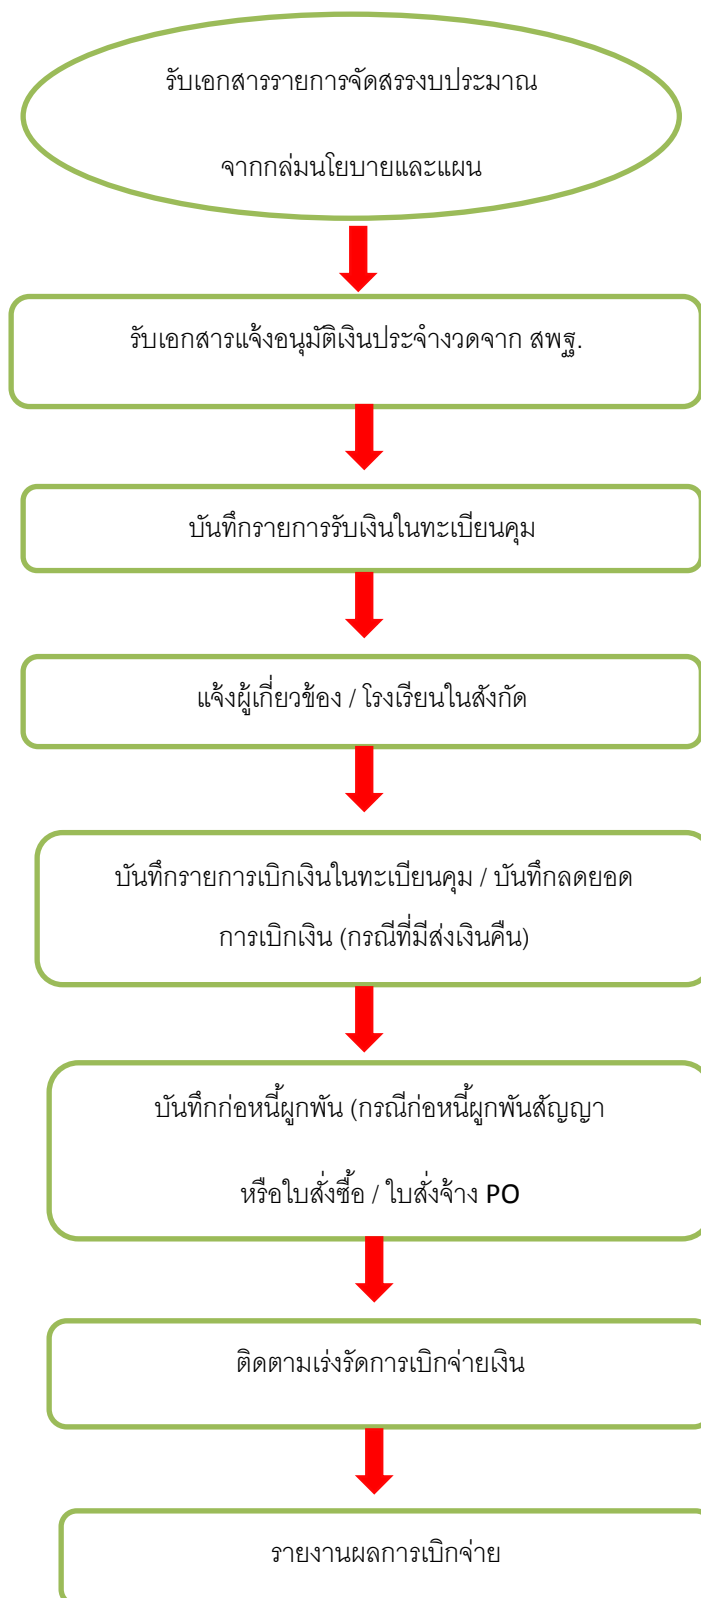 รับเอกสารรายการจัดสรรงบประมาณ
จากกลุ่มนโยบายและแผน
รับเอกสารแจ้งอนุมัติเงินประจำงวดจาก สพฐ.
บันทึกรายการรับเงินในทะเบียนคุม
แจ้งผู้เกี่ยวข้อง / โรงเรียนในสังกัด
บันทึกรายการเบิกเงินในทะเบียนคุม / บันทึกลดยอด
การเบิกเงิน (กรณีที่มีส่งเงินคืน)
บันทึกก่อหนี้ผูกพัน (กรณีก่อหนี้ผูกพันสัญญา
หรือใบสั่งซื้อ / ใบสั่งจ้าง PO
ติดตามเร่งรัดการเบิกจ่ายเงิน
รายงานผลการเบิกจ่าย